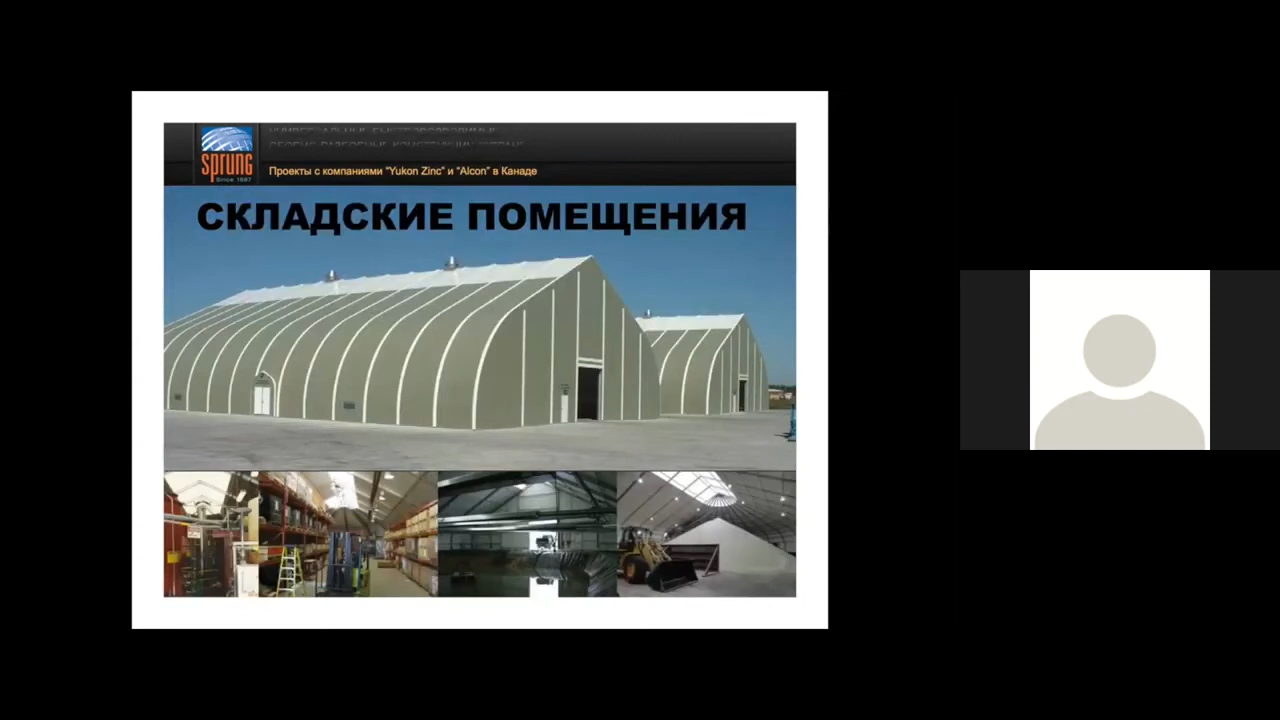 sprung
Since 1887
Проекты с компаниями "Yukon Zinc" и "Alcon" в Канаде
СКЛАДСКИЕ ПОМЕЩЕНИЯ